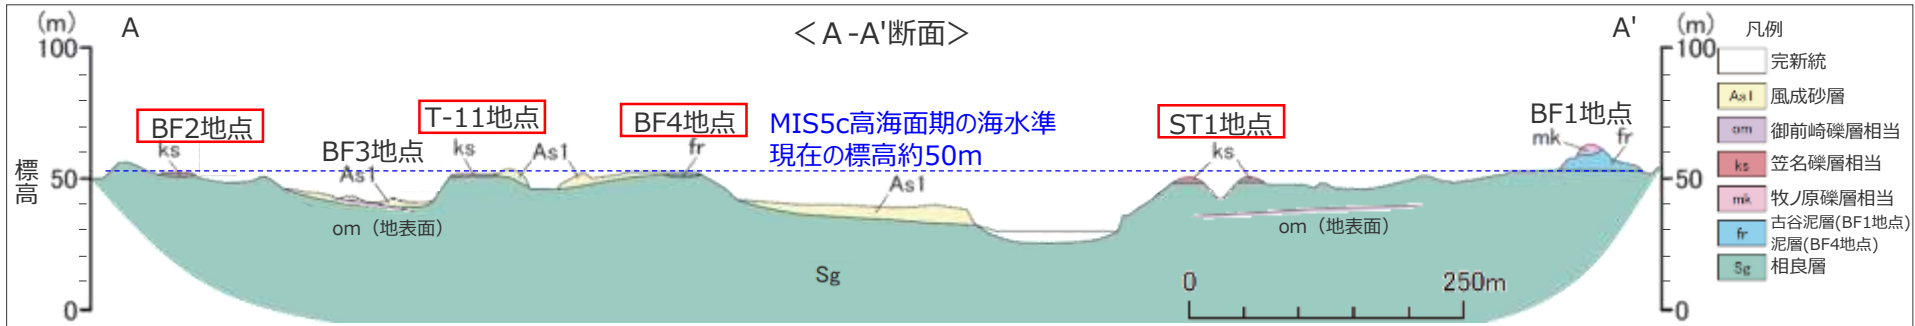 (m)
A
＜A-A'断面＞
A'
(m)
凡例
100
100
完新統
As1 風成砂層
om 御前崎礫層相当
ks 笠名礫層相当
mk 牧ノ原礫層相当
fr 古谷泥層(BF1地点)
泥層(BF4地点)
Sg 相良層
BF2地点
ks
BF3地点
As1
T-11地点
ks
As1
BF4地点
fr
MIS5c高海面期の海水準
現在の標高約50m
ST1地点
ks
BF1地点
mk
fr
標高
50
50
As1
om（地表面）
om（地表面）
Sg
0
250m
0
0